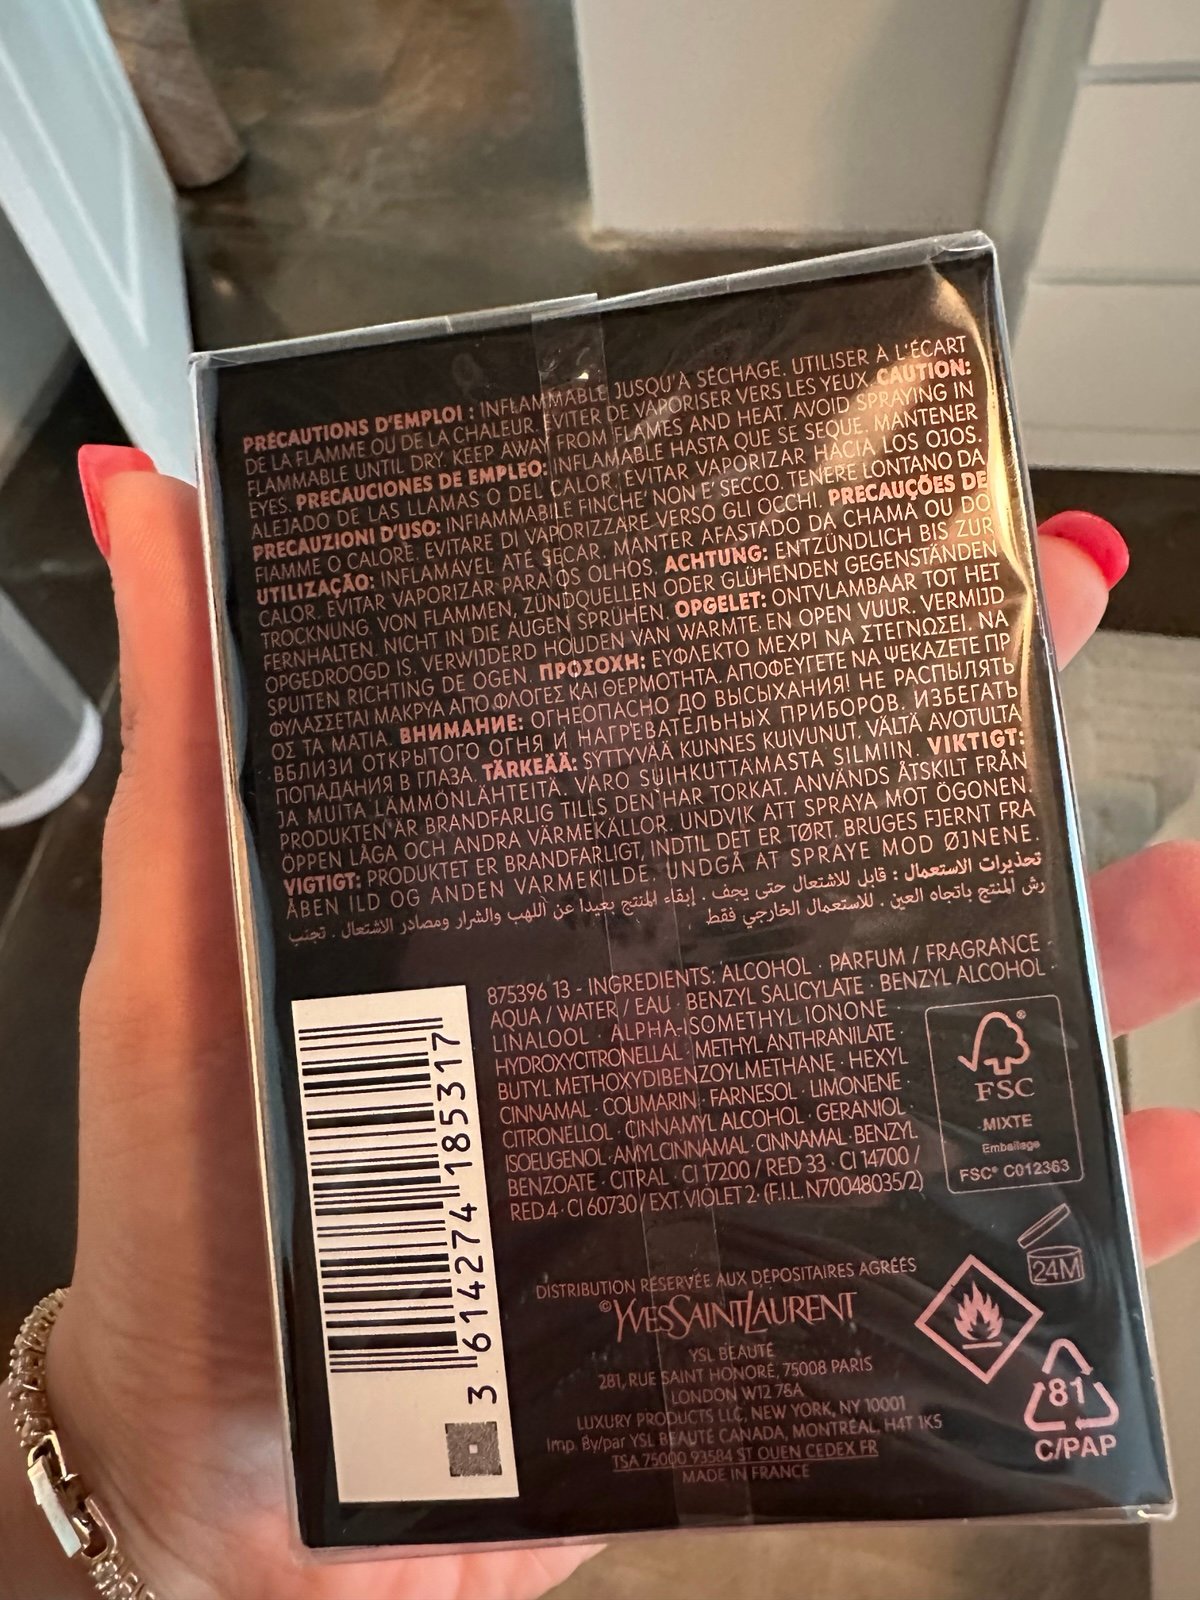 PRÉCAUTIONS D'EMPLOI : INFLAMMABLE JUSQU'À SÉCHAGE. UTILISER À L'ÉCART
DE LA FLAMME OU DE LA CHALEUR. ÉVITER DE VAPORISER VERS LES YEUX. CAUTION:
FLAMMABLE UNTIL DRY. KEEP AWAY FROM FLAMES AND HEAT. AVOID SPRAYING IN
EYES. PRECAUCIONES DE EMPLEO: INFLAMABLE HASTA QUE SE SEQUE. MANTENER
ALEJADO DE LAS LLAMAS O DEL CALOR. EVITAR VAPORIZAR HACIA LOS OJOS.
PRECAUZIONI D'USO: INFIAMMABILE FINCHE' NON E' SECCO. TENERE LONTANO DA
FIAMME O CALORE. EVITARE DI VAPORIZZARE VERSO GLI OCCHI. PRECAUÇÕES DE
UTILIZAÇÃO: INFLAMÁVEL ATÉ SECAR. MANTER AFASTADO DA CHAMA OU DO
CALOR. EVITAR VAPORIZAR PARA OS OLHOS. ACHTUNG: ENTZÜNDLICH BIS ZUR
TROCKNUNG. VON FLAMMEN, ZÜNDQUELLEN ODER GLÜHENDEN GEGENSTÄNDEN
FERNHALTEN. NICHT IN DIE AUGEN SPRÜHEN. OPGELET: ONTVLAMBAAR TOT HET
OPGEDROOGD IS. VERWIJDERD HOUDEN VAN WARMTE EN OPEN VUUR. VERMIJD
SPUITEN RICHTING DE OGEN. ΠΡΟΣΟΧΗ: ΕΥΦΛΕΚΤΟ ΜΕΧΡΙ ΝΑ ΣΤΕΓΝΩΣΕΙ. ΝΑ
ΦΥΛΑΣΣΕΤΑΙ ΜΑΚΡΥΑ ΑΠΟ ΦΛΟΓΕΣ ΚΑΙ ΘΕΡΜΟΤΗΤΑ. ΑΠΟΦΕΥΓΕΤΕ ΝΑ ΨΕΚΑΖΕΤΕ ΠΡ
ΟΣ ΤΑ ΜΑΤΙΑ. ВНИМАНИЕ: ОГНЕОПАСНО ДО ВЫСЫХАНИЯ! НЕ РАСПЫЛЯТЬ
ВБЛИЗИ ОТКРЫТОГО ОГНЯ И НАГРЕВАТЕЛЬНЫХ ПРИБОРОВ. ИЗБЕГАТЬ
ПОПАДАНИЯ В ГЛАЗА. TÄRKEÄÄ: SYTTYVÄÄ KUNNES KUIVUNUT. VÄLTÄ AVOTULTA
JA MUITA LÄMMÖNLÄHTEITÄ. VARO SUIHKUTTAMASTA SILMIIN. VIKTIGT:
PRODUKTEN ÄR BRANDFARLIG TILLS DEN HAR TORKAT. ANVÄNDS ÅTSKILT FRÅN
ÖPPEN LÅGA OCH ANDRA VÄRMEKÄLLOR. UNDVIK ATT SPRAYA MOT ÖGONEN.
VIGTIGT: PRODUKTET ER BRANDFARLIGT, INDTIL DET ER TØRT. BRUGES FJERNT FRA
ÅBEN ILD OG ANDEN VARMEKILDE. UNDGÅ AT SPRAYE MOD ØJNENE.
تحذيرات الاستعمال : قابل للاشتعال حتى يجف . إبقاء المنتج بعيدا عن اللهب والشرار ومصادر الاشتعال . تجنب
رش المنتج باتجاه العين . للاستعمال الخارجي فقط
875396 13 - INGREDIENTS: ALCOHOL · PARFUM / FRAGRANCE ·
AQUA / WATER / EAU · BENZYL SALICYLATE · BENZYL ALCOHOL ·
LINALOOL · ALPHA-ISOMETHYL IONONE ·
HYDROXYCITRONELLAL · METHYL ANTHRANILATE ·
BUTYL METHOXYDIBENZOYLMETHANE · HEXYL
CINNAMAL · COUMARIN · FARNESOL · LIMONENE ·
CITRONELLOL · CINNAMYL ALCOHOL · GERANIOL ·
ISOEUGENOL · AMYL CINNAMAL · CINNAMAL · BENZYL
BENZOATE · CITRAL · CI 17200 / RED 33 · CI 14700 /
RED 4 · CI 60730 / EXT. VIOLET 2 · (F.I.L. N70048035/2)
FSC
MIXTE
Emballage
FSC® C012363
3 614274 185317
24M
DISTRIBUTION RÉSERVÉE AUX DÉPOSITAIRES AGRÉÉS
©YVESSAINTLAURENT
YSL BEAUTÉ
281, RUE SAINT HONORÉ, 75008 PARIS
LONDON W12 7SA
LUXURY PRODUCTS LLC, NEW YORK, NY 10001
Imp. By/par YSL BEAUTÉ CANADA, MONTRÉAL, H4T 1K5
TSA 75000 93584 ST OUEN CEDEX FR
MADE IN FRANCE
81
C/PAP